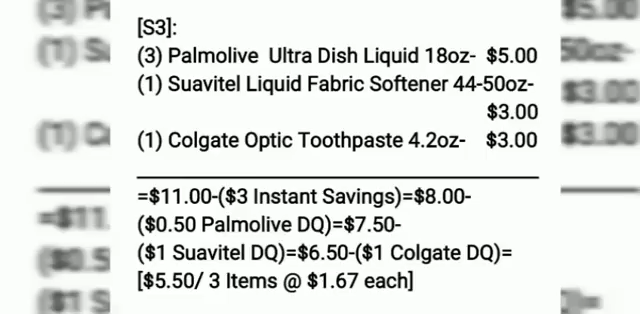 [S3]:
(3) Palmolive Ultra Dish Liquid 18oz- $5.00
(1) Suavitel Liquid Fabric Softener 44-50oz-
$3.00
(1) Colgate Optic Toothpaste 4.2oz- $3.00
=$11.00-($3 Instant Savings)=$8.00-
($0.50 Palmolive DQ)=$7.50-
($1 Suavitel DQ)=$6.50-($1 Colgate DQ)=
[$5.50/ 3 Items @ $1.67 each]